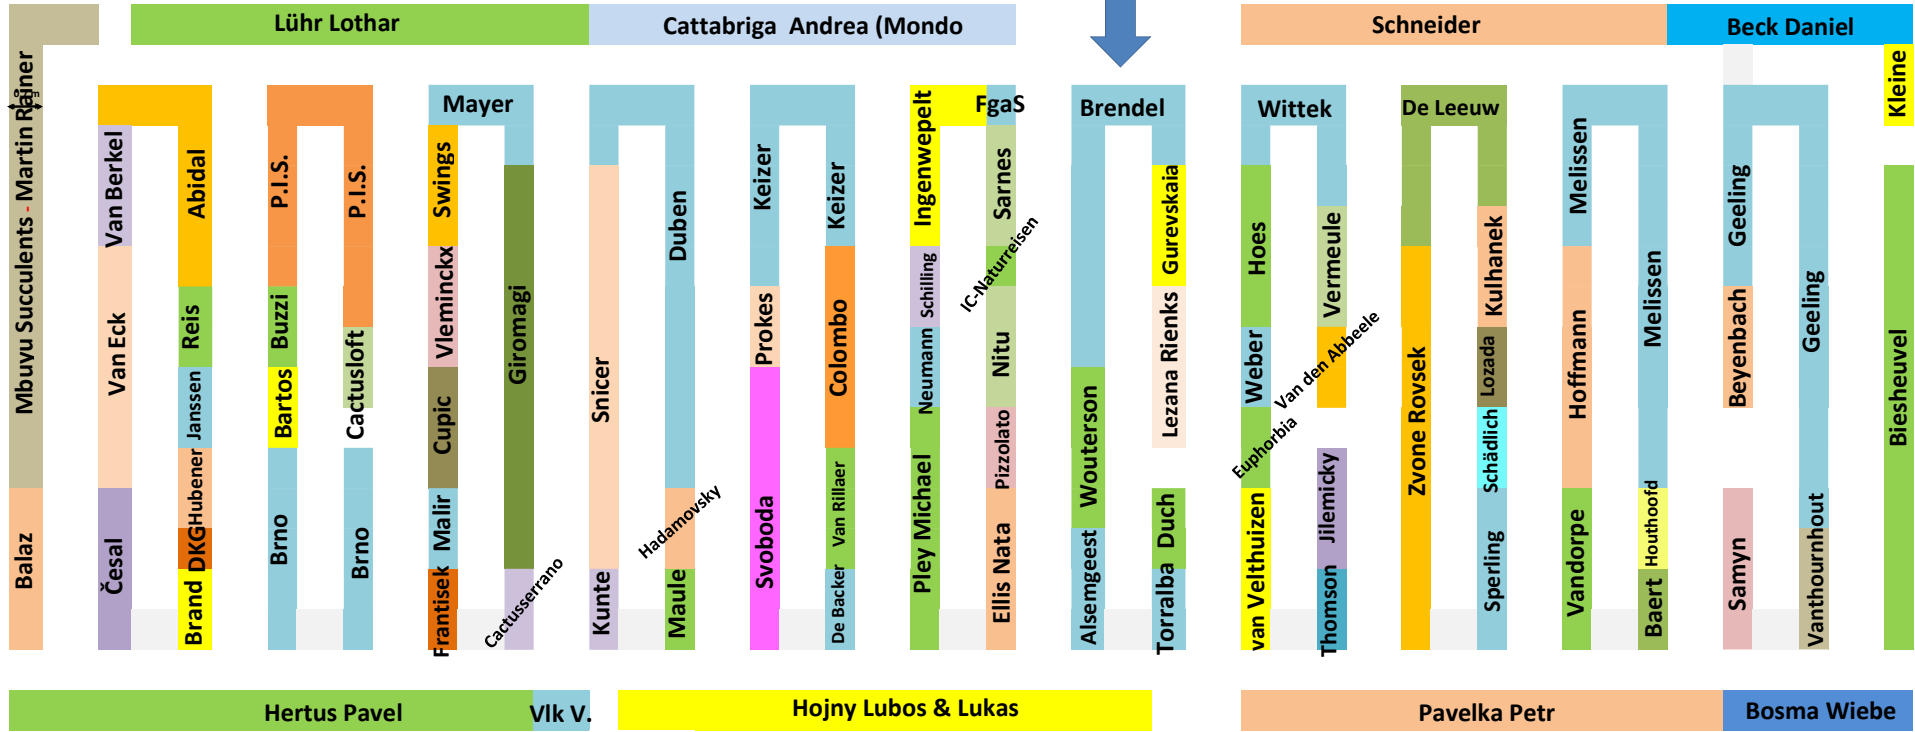 Lühr Lothar
Cattabriga Andrea (Mondo
Schneider
Beck Daniel
Mbuyu Succulents - Martin Rainer
Balaz
Van Berkel
Van Eck
Česal
Abidal
Reis
Janssen
Hubener
DKG
Brand
P.I.S.
Buzzi
Bartos
Brno
P.I.S.
Cactusloft
Brno
Mayer
Swings
Vleminckx
Cupic
Malir
Frantisek
Giromagi
Cactusserrano
Snicer
Kunte
Duben
Hadamovsky
Maule
Keizer
Prokes
Svoboda
Keizer
Colombo
Van Rillaer
De Backer
Ingenwepelt
Schilling
Neumann
Pley Michael
FgaS
Sarnes
IC-Naturreisen
Nitu
Pizzolato
Ellis Nata
Brendel
Wouterson
Alsemgeest
Gurevskaia
Lezana Rienks
Duch
Torralba
Wittek
Hoes
Weber
Euphorbia
van Velthuizen
Vermeule
Van den Abbeele
Jilemicky
Thomson
De Leeuw
Zvone Rovsek
Kulhanek
Lozada
Schädlich
Sperling
Melissen
Hoffmann
Vandorpe
Melissen
Houthoofd
Baert
Geeling
Beyenbach
Samyn
Geeling
Vanthournhout
Kleine
Biesheuvel
Hertus Pavel
Vlk V.
Hojny Lubos & Lukas
Pavelka Petr
Bosma Wiebe